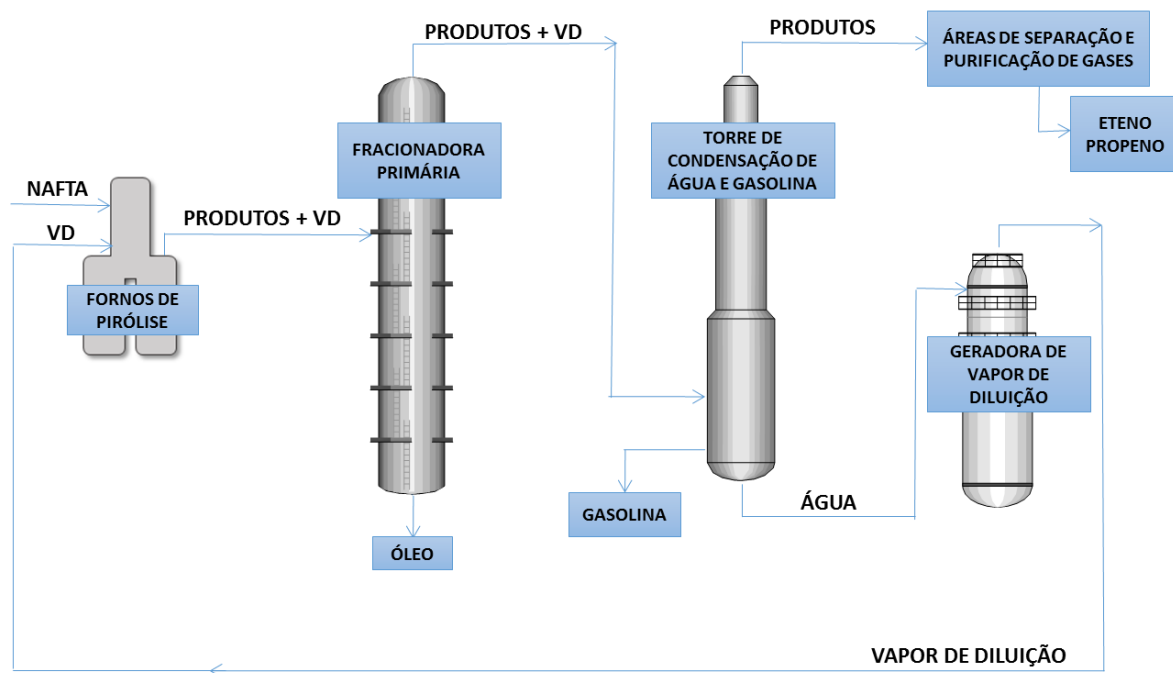 PRODUTOS + VD
PRODUTOS
ÁREAS DE SEPARAÇÃO E
PURIFICAÇÃO DE GASES
ETENO
PROPENO
FRACIONADORA
PRIMÁRIA
TORRE DE
CONDENSAÇÃO DE
ÁGUA E GASOLINA
NAFTA
VD
PRODUTOS + VD
FORNOS DE
PIRÓLISE
GERADORA DE
VAPOR DE
DILUIÇÃO
GASOLINA
ÁGUA
ÓLEO
VAPOR DE DILUIÇÃO